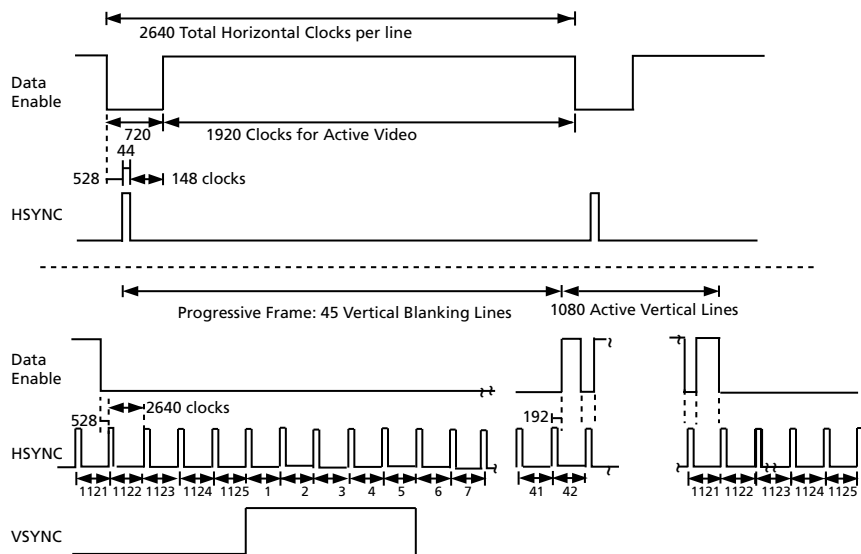 2640 Total Horizontal Clocks per line
Data
Enable
720
1920 Clocks for Active Video
44
528
148 clocks
HSYNC
Progressive Frame: 45 Vertical Blanking Lines
1080 Active Vertical Lines
Data
Enable
2640 clocks
528
192
HSYNC
1121 1122 1123 1124 1125 1 2 3 4 5 6 7 41 42 1121 1122 1123 1124 1125
VSYNC